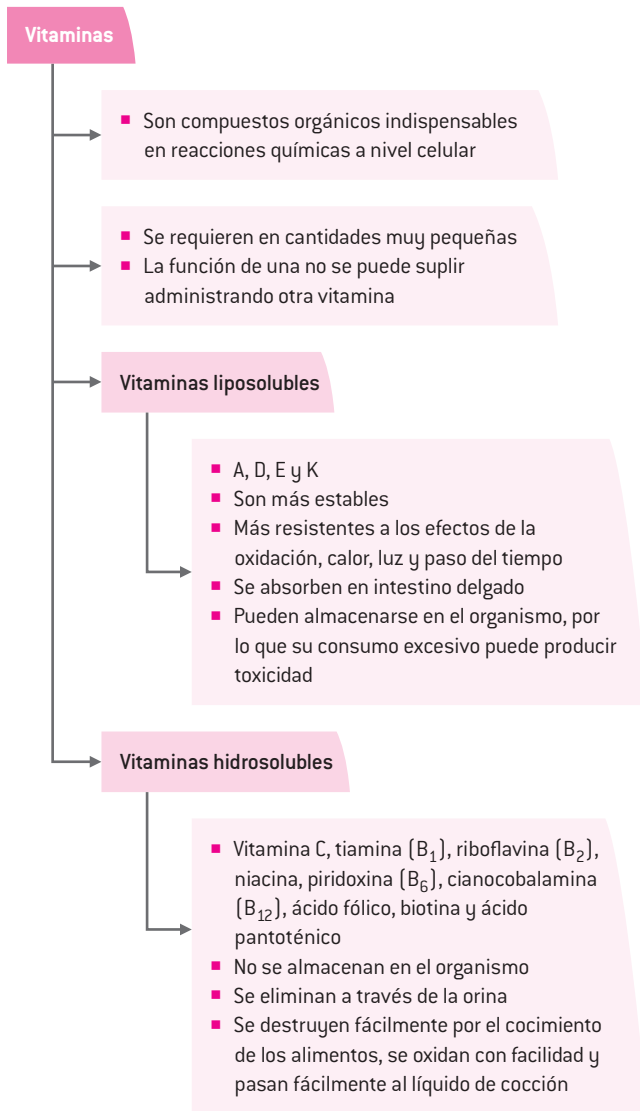 Vitaminas
■ Son compuestos orgánicos indispensables
en reacciones químicas a nivel celular
■ Se requieren en cantidades muy pequeñas
■ La función de una no se puede suplir
administrando otra vitamina
Vitaminas liposolubles
■ A, D, E y K
■ Son más estables
■ Más resistentes a los efectos de la
oxidación, calor, luz y paso del tiempo
■ Se absorben en intestino delgado
■ Pueden almacenarse en el organismo, por
lo que su consumo excesivo puede producir
toxicidad
Vitaminas hidrosolubles
■ Vitamina C, tiamina (B₁), riboflavina (B₂),
niacina, piridoxina (B₆), cianocobalamina
(B₁₂), ácido fólico, biotina y ácido
pantoténico
■ No se almacenan en el organismo
■ Se eliminan a través de la orina
■ Se destruyen fácilmente por el cocimiento
de los alimentos, se oxidan con facilidad y
pasan fácilmente al líquido de cocción